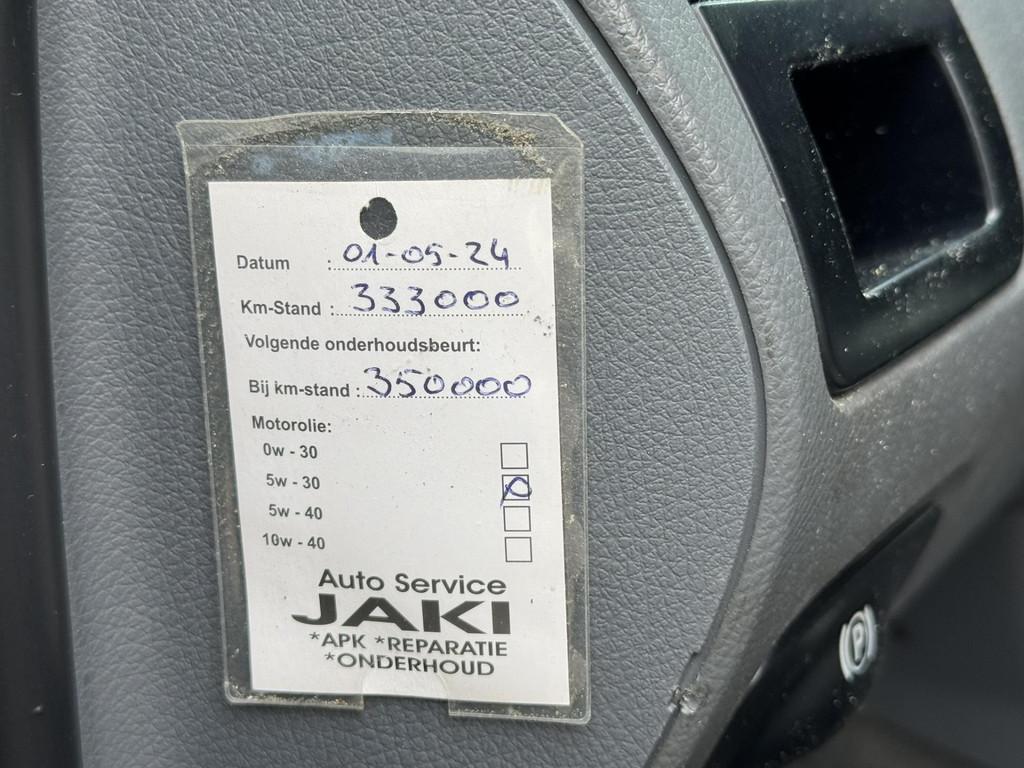 Datum : 01-05-24
Km-Stand : 333000
Volgende onderhoudsbeurt:
Bij km-stand : 350000
Motorolie:
0w - 30
5w - 30
5w - 40
10w - 40
Auto Service
JAKI
*APK *REPARATIE
*ONDERHOUD
P